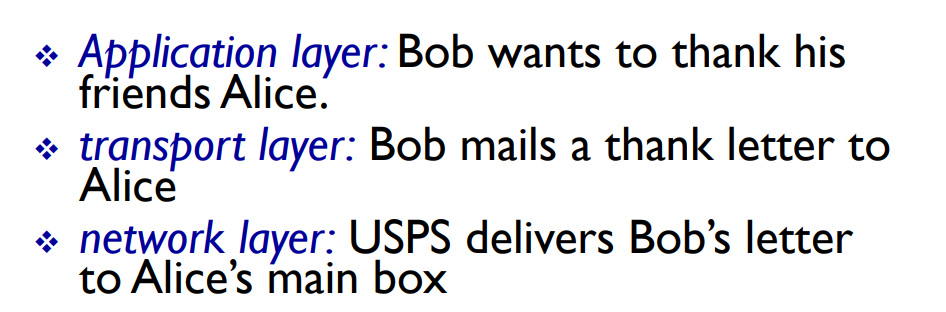 Application layer: Bob wants to thank his
friends Alice.
transport layer: Bob mails a thank letter to
Alice
network layer: USPS delivers Bob’s letter
to Alice’s main box